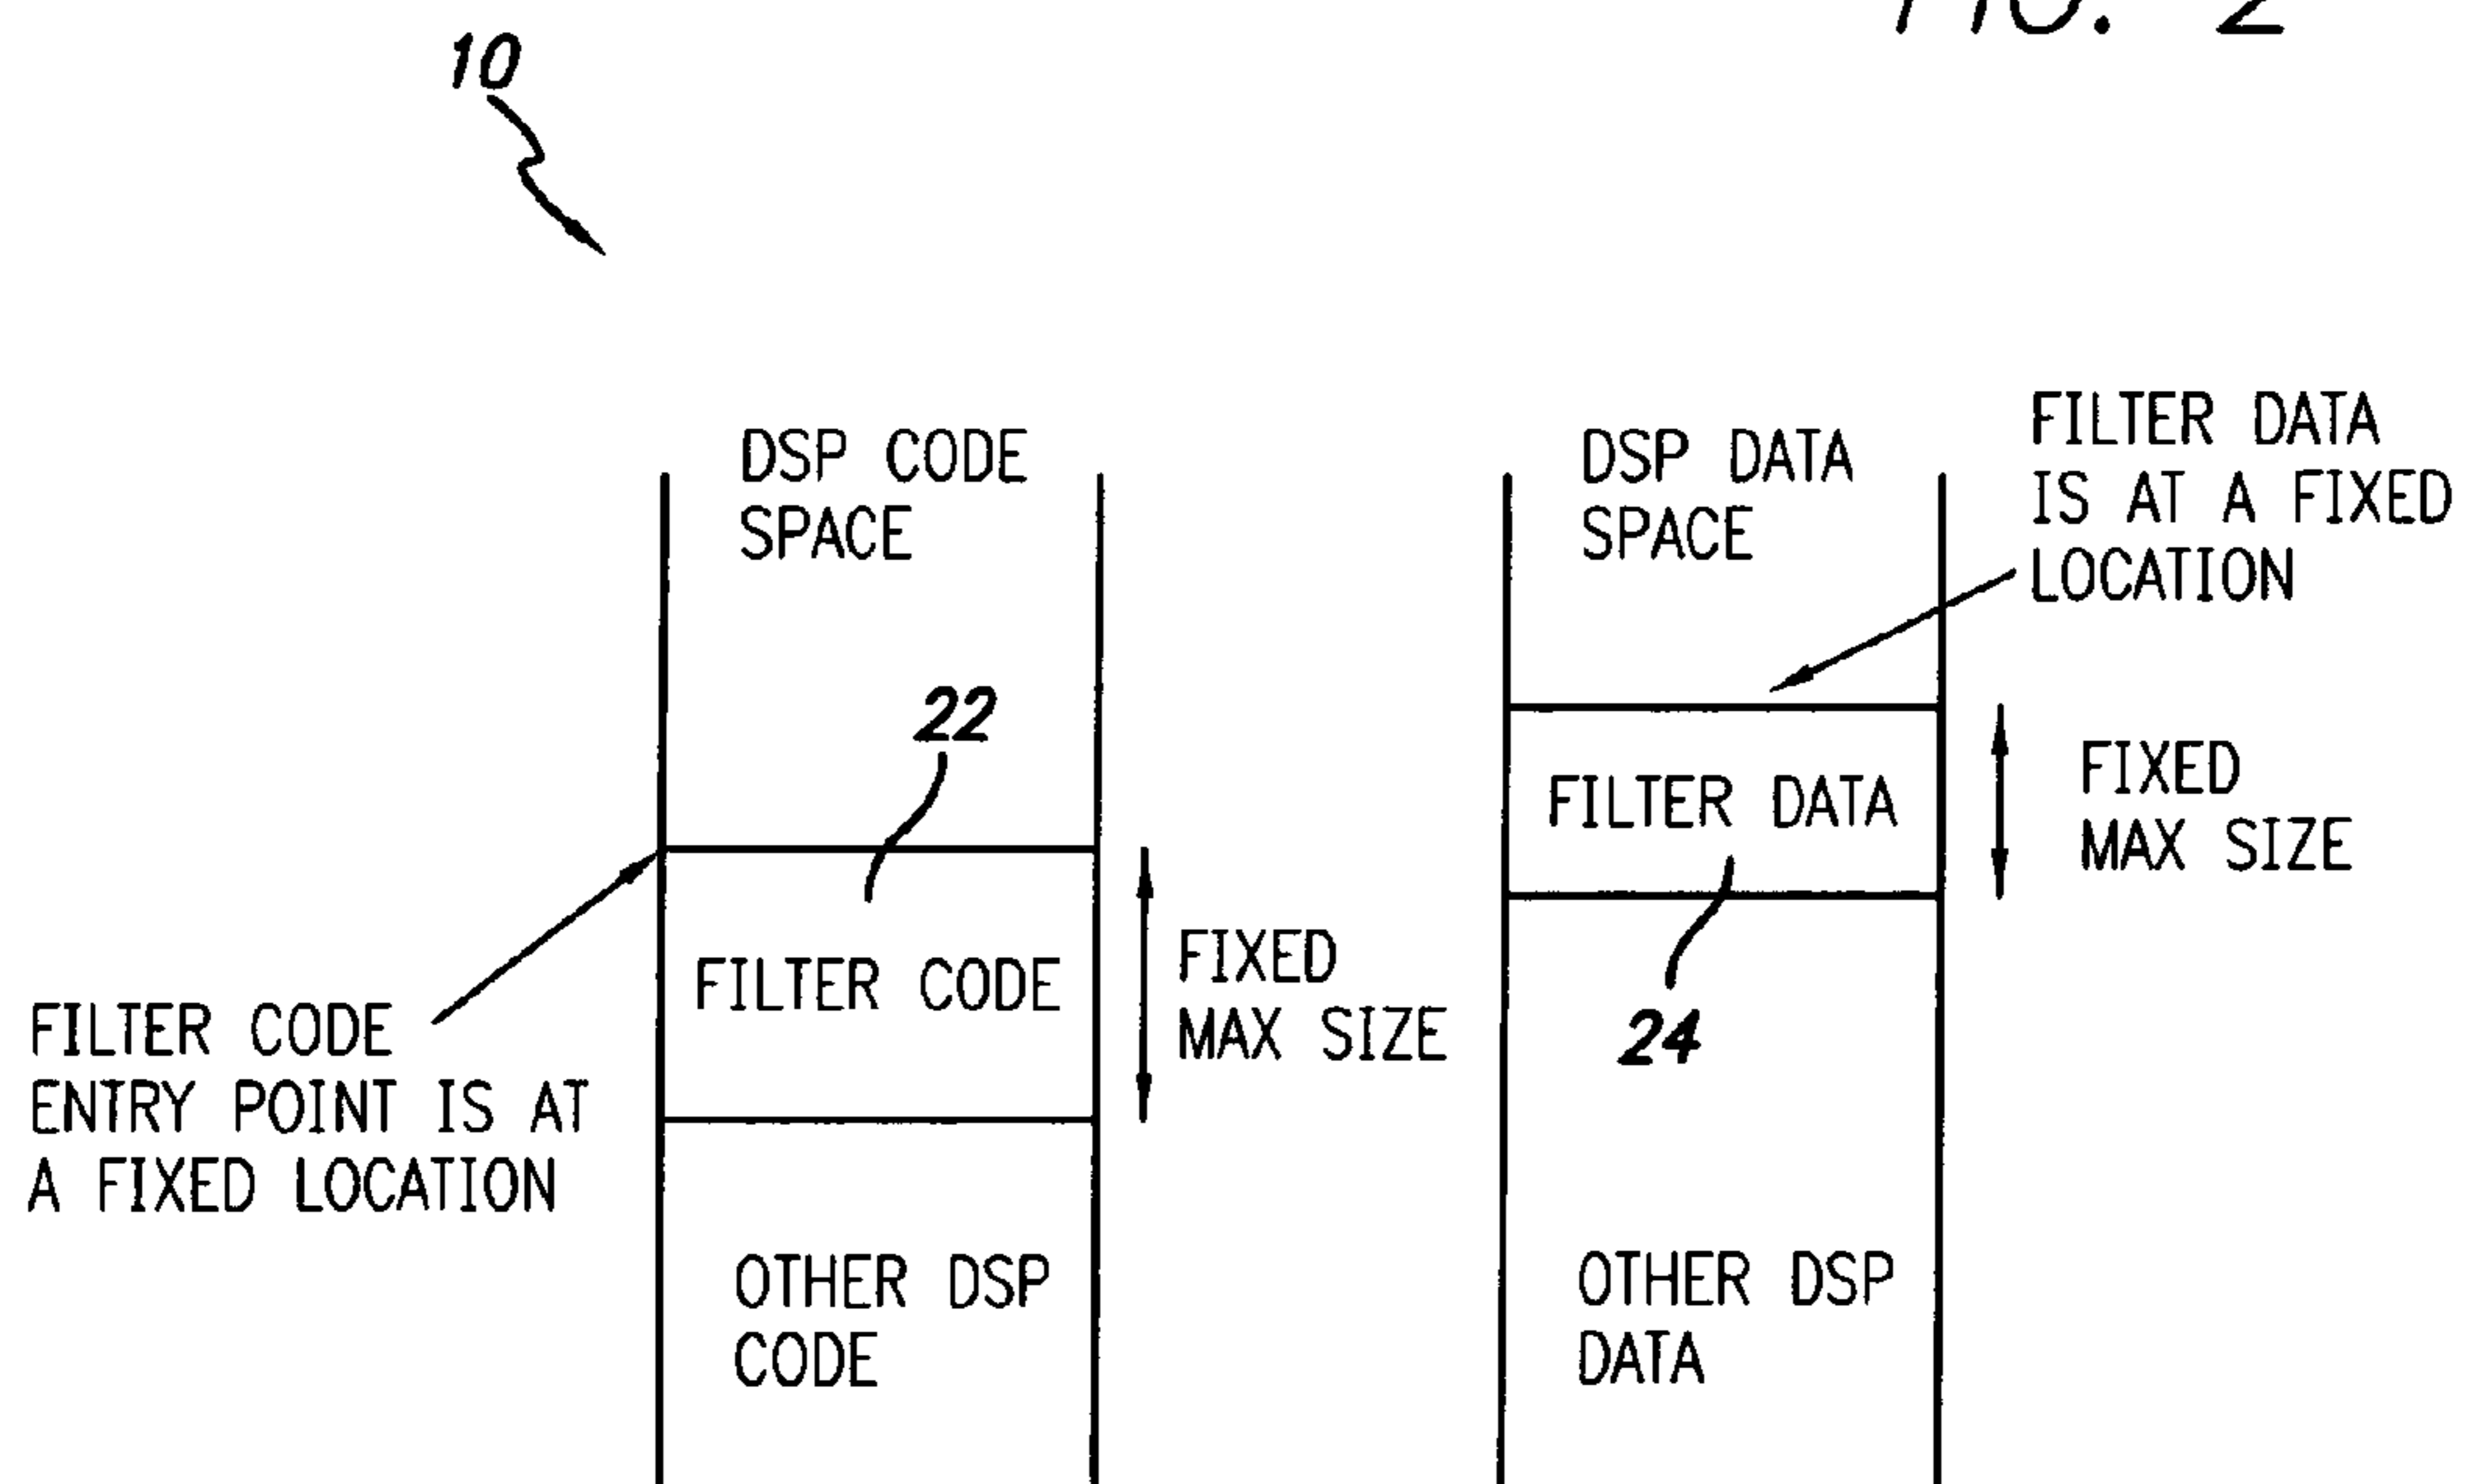 FIG. 2
10
DSP CODE
SPACE
22
FILTER CODE
FIXED
MAX SIZE
FILTER CODE
ENTRY POINT IS AT
A FIXED LOCATION
OTHER DSP
CODE
DSP DATA
SPACE
FILTER DATA
IS AT A FIXED
LOCATION
FILTER DATA
FIXED
MAX SIZE
24
OTHER DSP
DATA